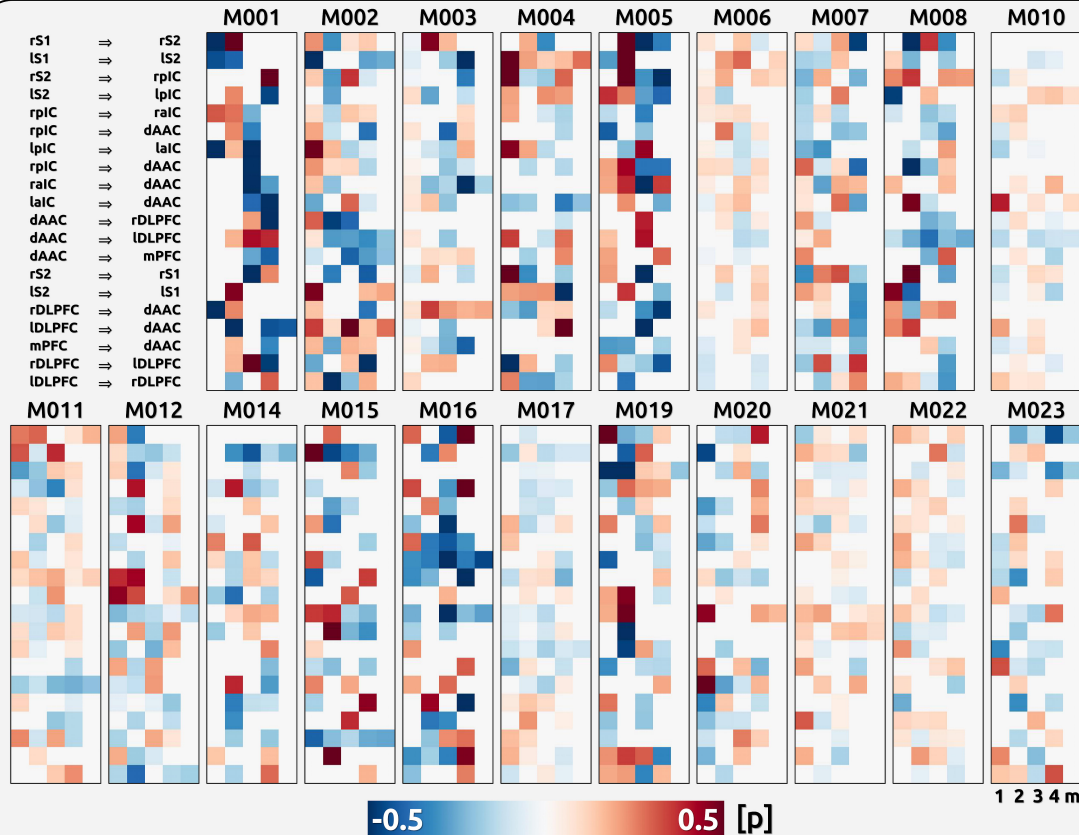 M001 M002 M003 M004 M005 M006 M007 M008 M010
rS1 ⇒ rS2
lS1 ⇒ lS2
rS2 ⇒ rpIC
lS2 ⇒ lpIC
rpIC ⇒ raIC
rpIC ⇒ dAAC
lpIC ⇒ laIC
rpIC ⇒ dAAC
raIC ⇒ dAAC
laIC ⇒ dAAC
dAAC ⇒ rDLPFC
dAAC ⇒ lDLPFC
dAAC ⇒ mPFC
rS2 ⇒ rS1
lS2 ⇒ lS1
rDLPFC ⇒ dAAC
lDLPFC ⇒ dAAC
mPFC ⇒ dAAC
rDLPFC ⇒ lDLPFC
lDLPFC ⇒ rDLPFC
M011 M012 M014 M015 M016 M017 M019 M020 M021 M022 M023
1 2 3 4 m
-0.5 0.5 [p]